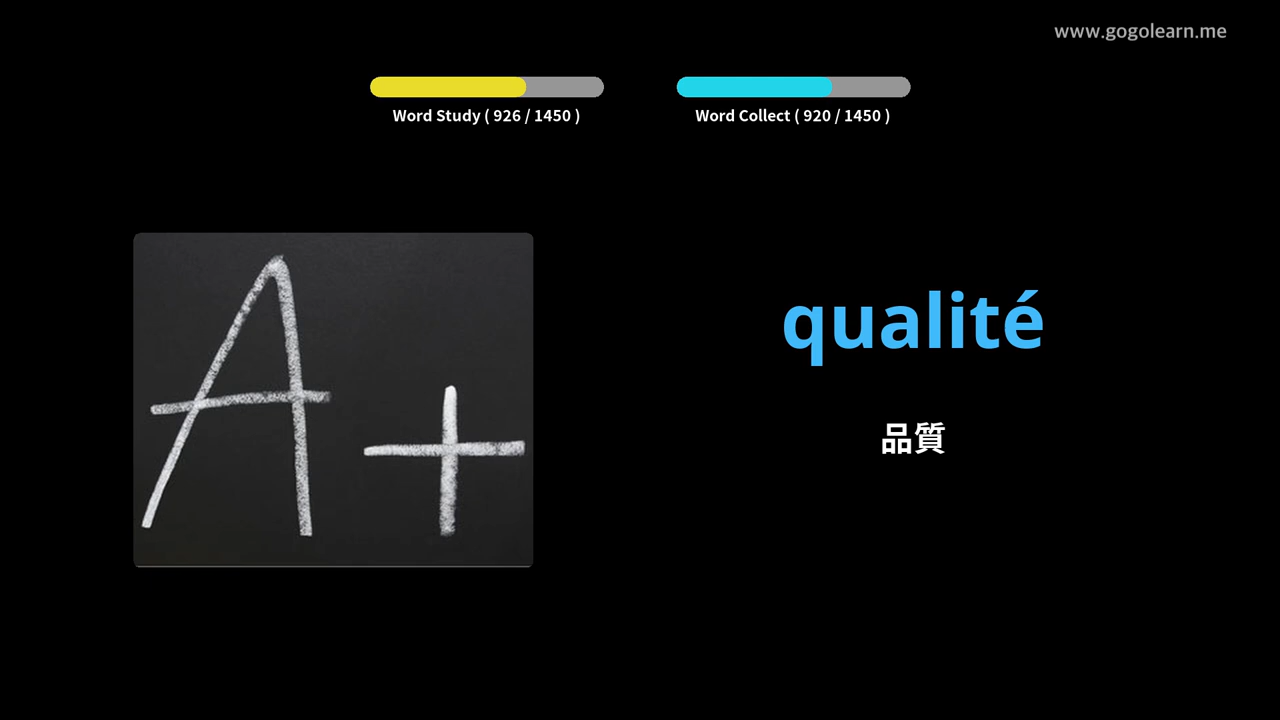 www.gogolearn.me
Word Study ( 926 / 1450 )
Word Collect ( 920 / 1450 )
A+
qualité
品質